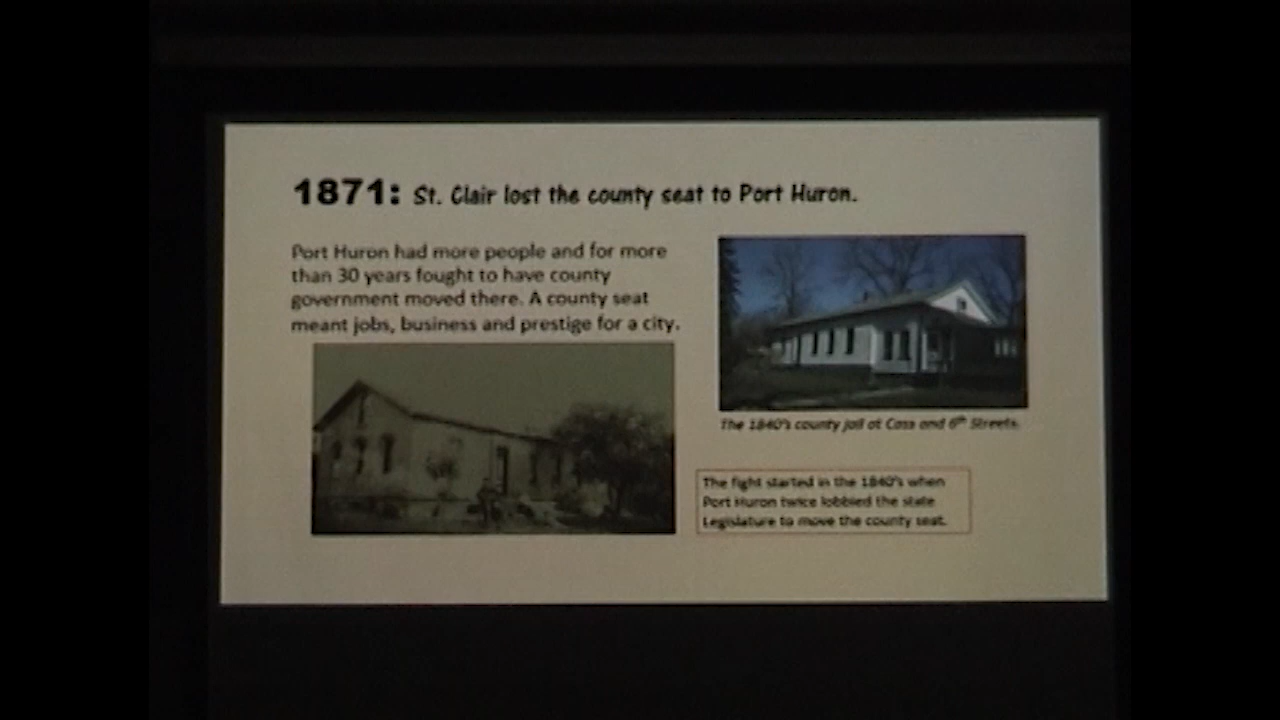 1871: St. Clair lost the county seat to Port Huron.
Port Huron had more people and for more
than 30 years fought to have county
government moved there. A county seat
meant jobs, business and prestige for a city.
The 1840's county jail at Cass and 6th Streets.
The fight started in the 1840's when
Port Huron twice lobbied the state
Legislature to move the county seat.